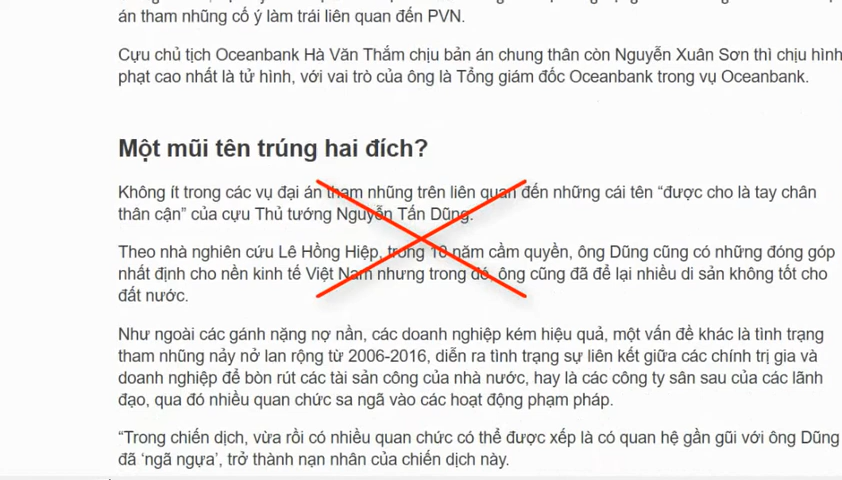 án tham nhũng cố ý làm trái liên quan đến PVN.
Cựu chủ tịch Oceanbank Hà Văn Thắm chịu bản án chung thân còn Nguyễn Xuân Sơn thì chịu hình
phạt cao nhất là tử hình, với vai trò của ông là Tổng giám đốc Oceanbank trong vụ Oceanbank.
Một mũi tên trúng hai đích?
Không ít trong các vụ đại án tham nhũng trên liên quan đến những cái tên “được cho là tay chân
thân cận” của cựu Thủ tướng Nguyễn Tấn Dũng.
Theo nhà nghiên cứu Lê Hồng Hiệp, trong 10 năm cầm quyền, ông Dũng cũng có những đóng góp
nhất định cho nền kinh tế Việt Nam nhưng trong đó, ông cũng đã để lại nhiều di sản không tốt cho
đất nước.
Như ngoài các gánh nặng nợ nần, các doanh nghiệp kém hiệu quả, một vấn đề khác là tình trạng
tham nhũng nảy nở lan rộng từ 2006-2016, diễn ra tình trạng sự liên kết giữa các chính trị gia và
doanh nghiệp để bòn rút các tài sản công của nhà nước, hay là các công ty sân sau của các lãnh
đạo, qua đó nhiều quan chức sa ngã vào các hoạt động phạm pháp.
“Trong chiến dịch, vừa rồi có nhiều quan chức có thể được xếp là có quan hệ gần gũi với ông Dũng
đã ‘ngã ngựa’, trở thành nạn nhân của chiến dịch này.